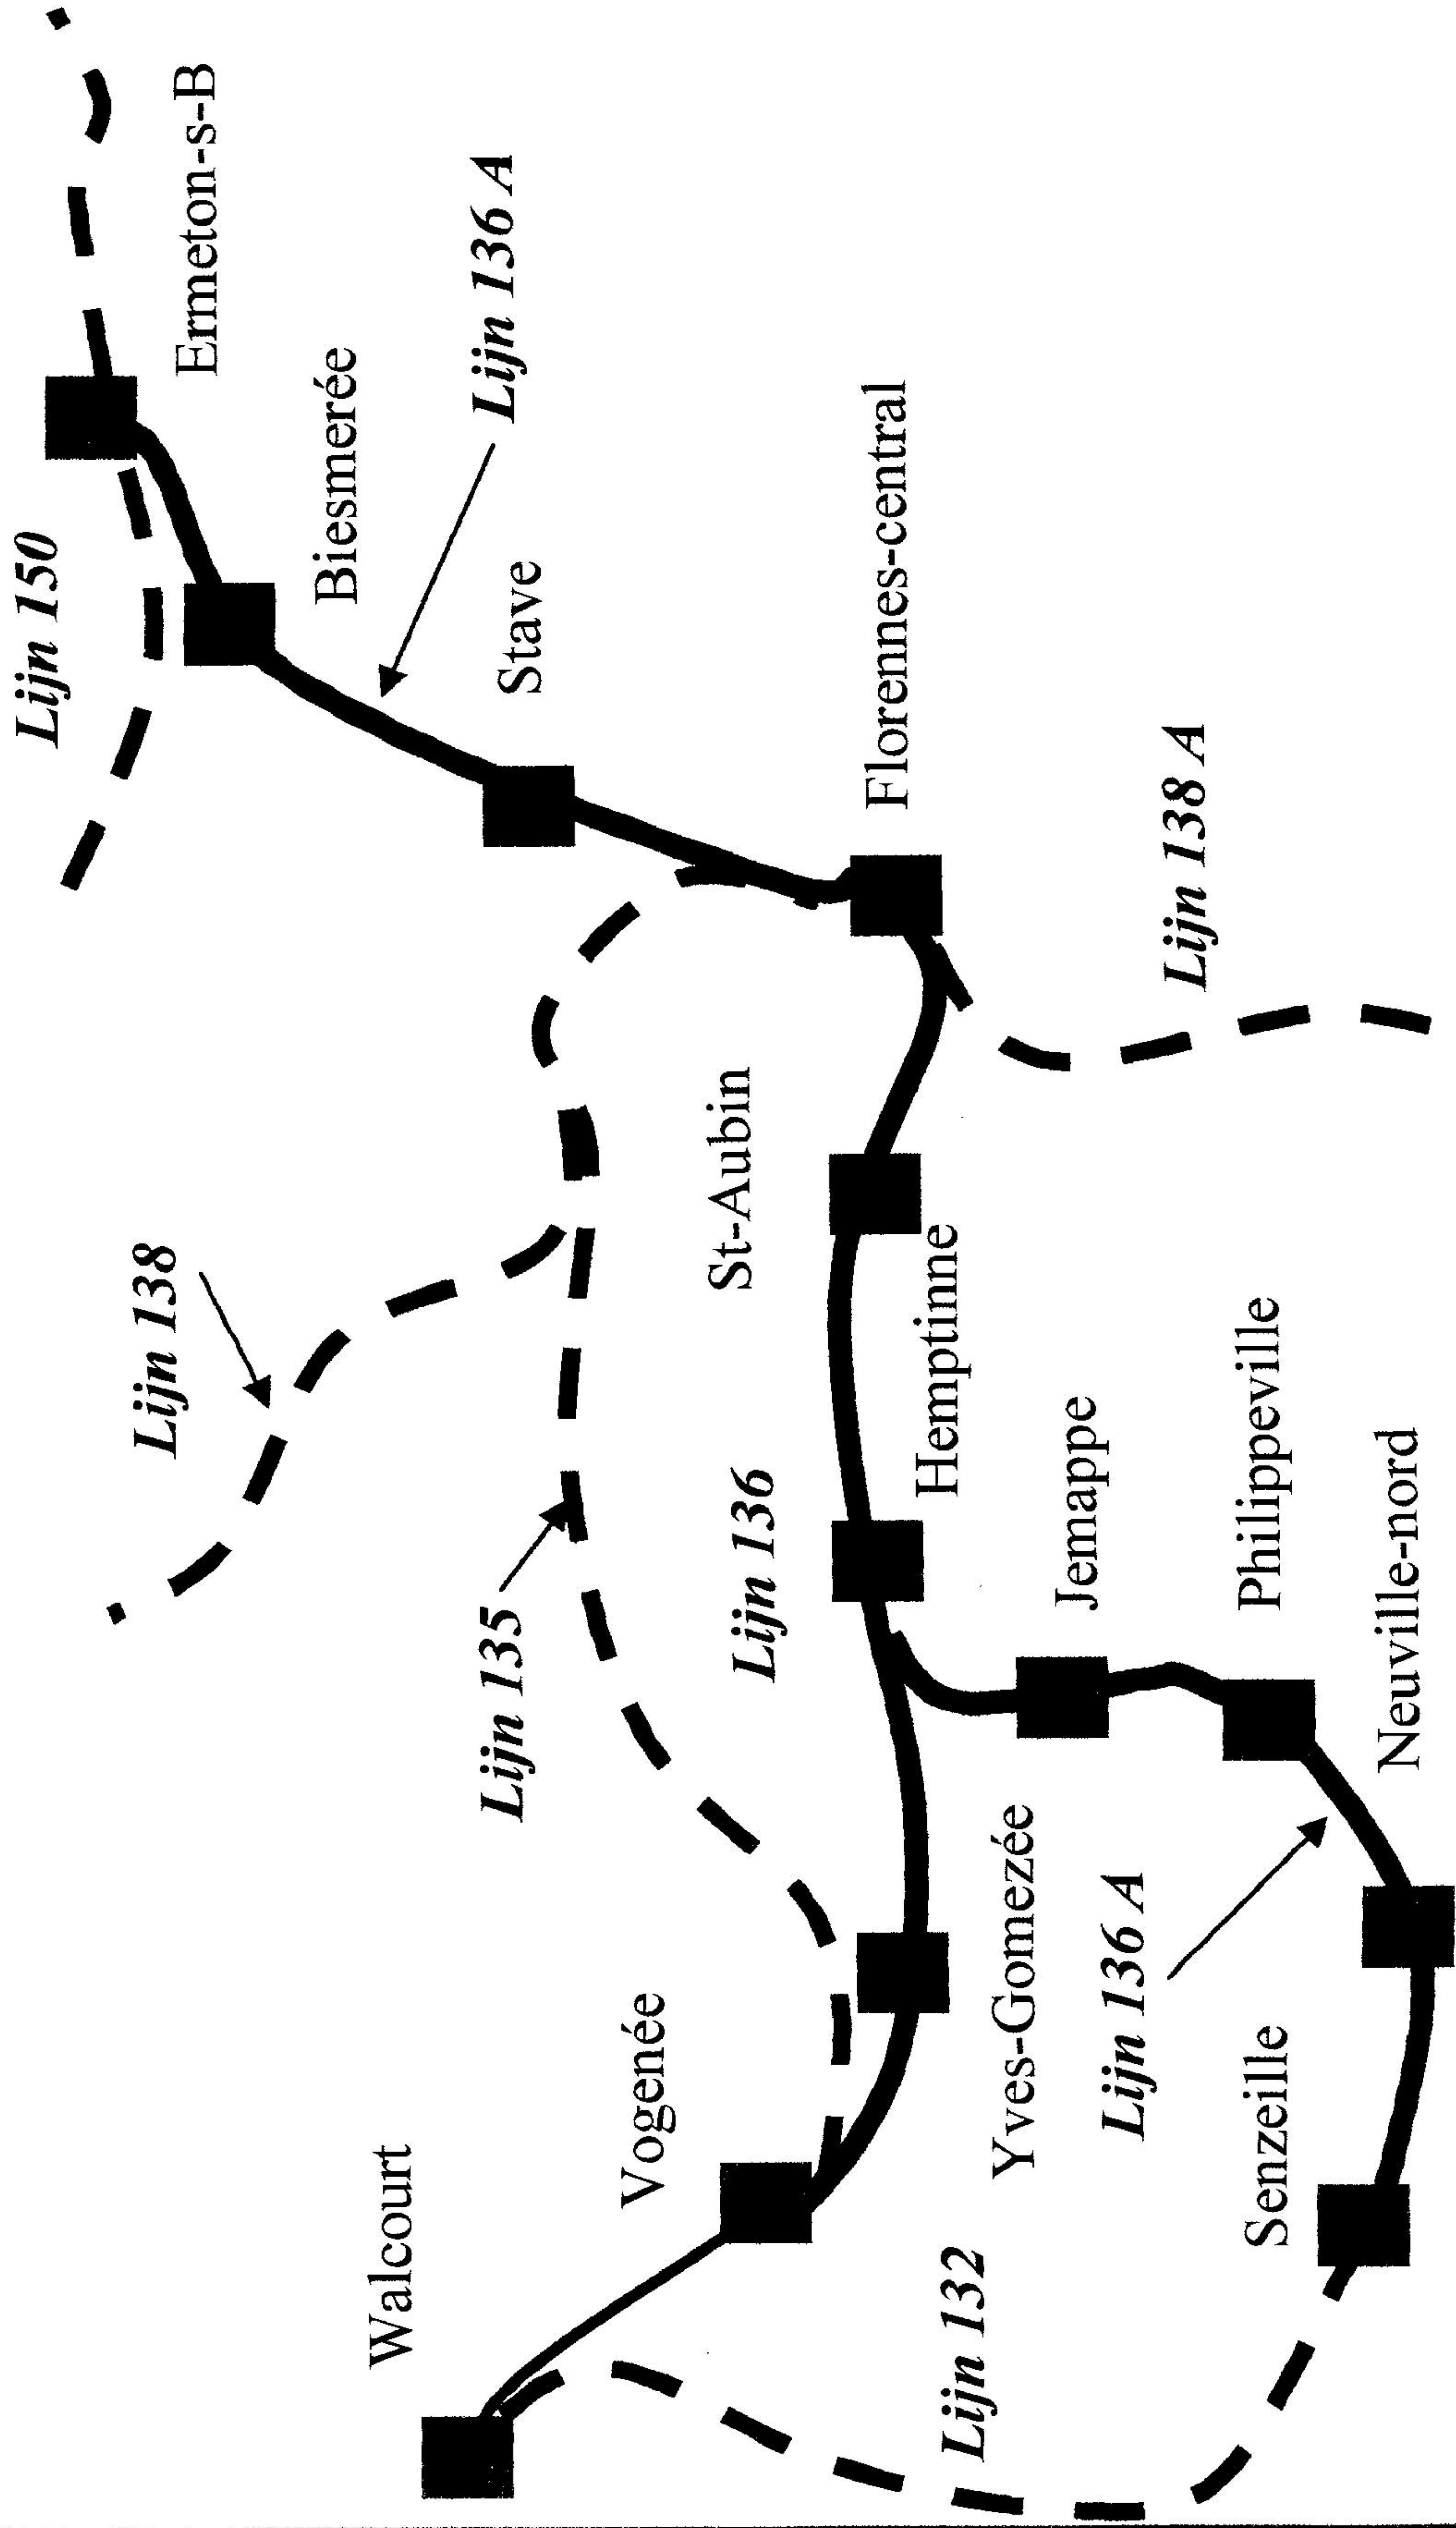 Lijn 150
Lijn 138
Ermeton-s-B
Biesmerée
Walcourt
Lijn 135
Lijn 136 A
Stave
Vogenée
St-Aubin
Lijn 136
Florennes-central
Hemptinne
Lijn 132
Yves-Gomezée
Jemappe
Lijn 136 A
Lijn 138 A
Senzeille
Philippeville
Neuville-nord